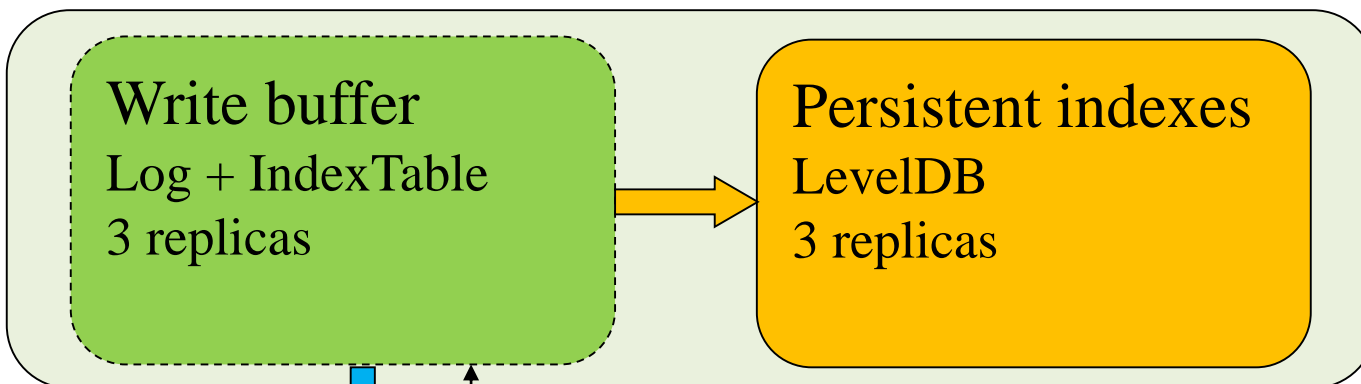 Write buffer
Log + IndexTable
3 replicas
Persistent indexes
LevelDB
3 replicas